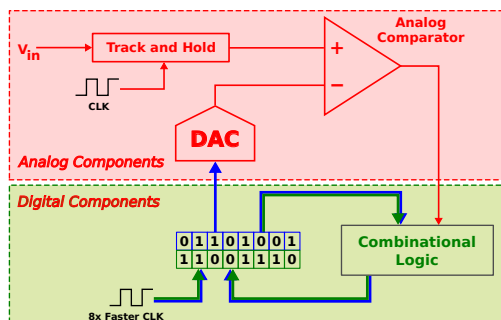 Analog
Comparator
V_in
Track and Hold
+
CLK
−
DAC
Analog Components
Digital Components
0 1 1 0 1 0 0 1
1 1 0 0 1 1 1 0
Combinational
Logic
8x Faster CLK